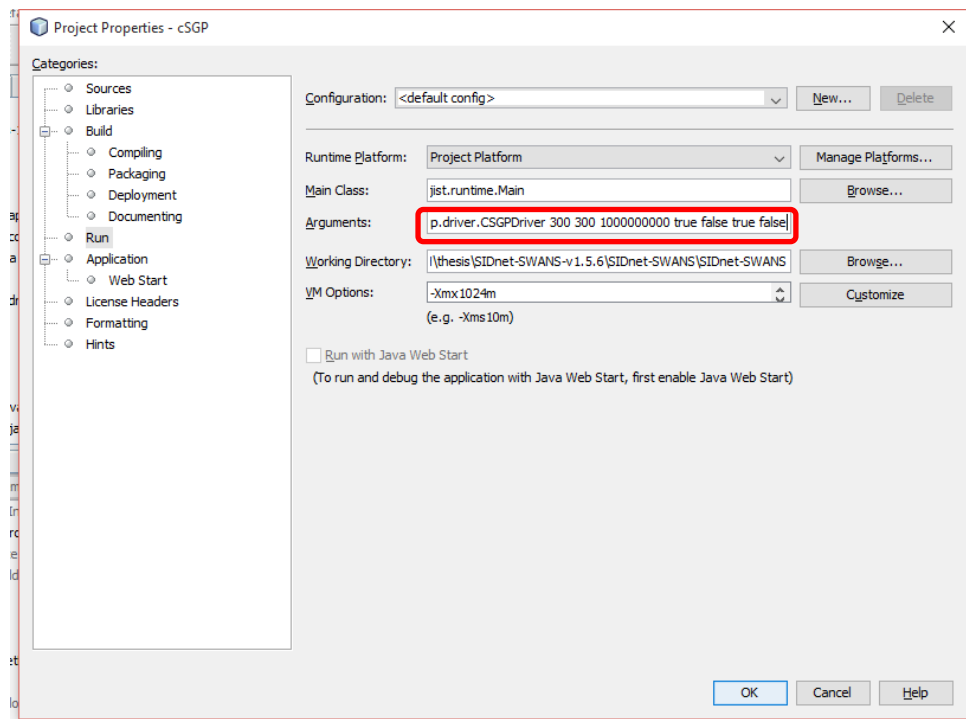 Project Properties - cSGP
Categories:
Sources
Libraries
Build
Compiling
Packaging
Deployment
Documenting
Run
Application
Web Start
License Headers
Formatting
Hints
Configuration: <default config> New... Delete
Runtime Platform: Project Platform Manage Platforms...
Main Class: jist.runtime.Main Browse...
Arguments: p.driver.CSGPDriver 300 300 1000000000 true false true false
Working Directory: l\thesis\SIDnet-SWANS-v1.5.6\SIDnet-SWANS\SIDnet-SWANS Browse...
VM Options: -Xmx1024m Customize
(e.g. -Xms10m)
Run with Java Web Start
(To run and debug the application with Java Web Start, first enable Java Web Start)
OK Cancel Help